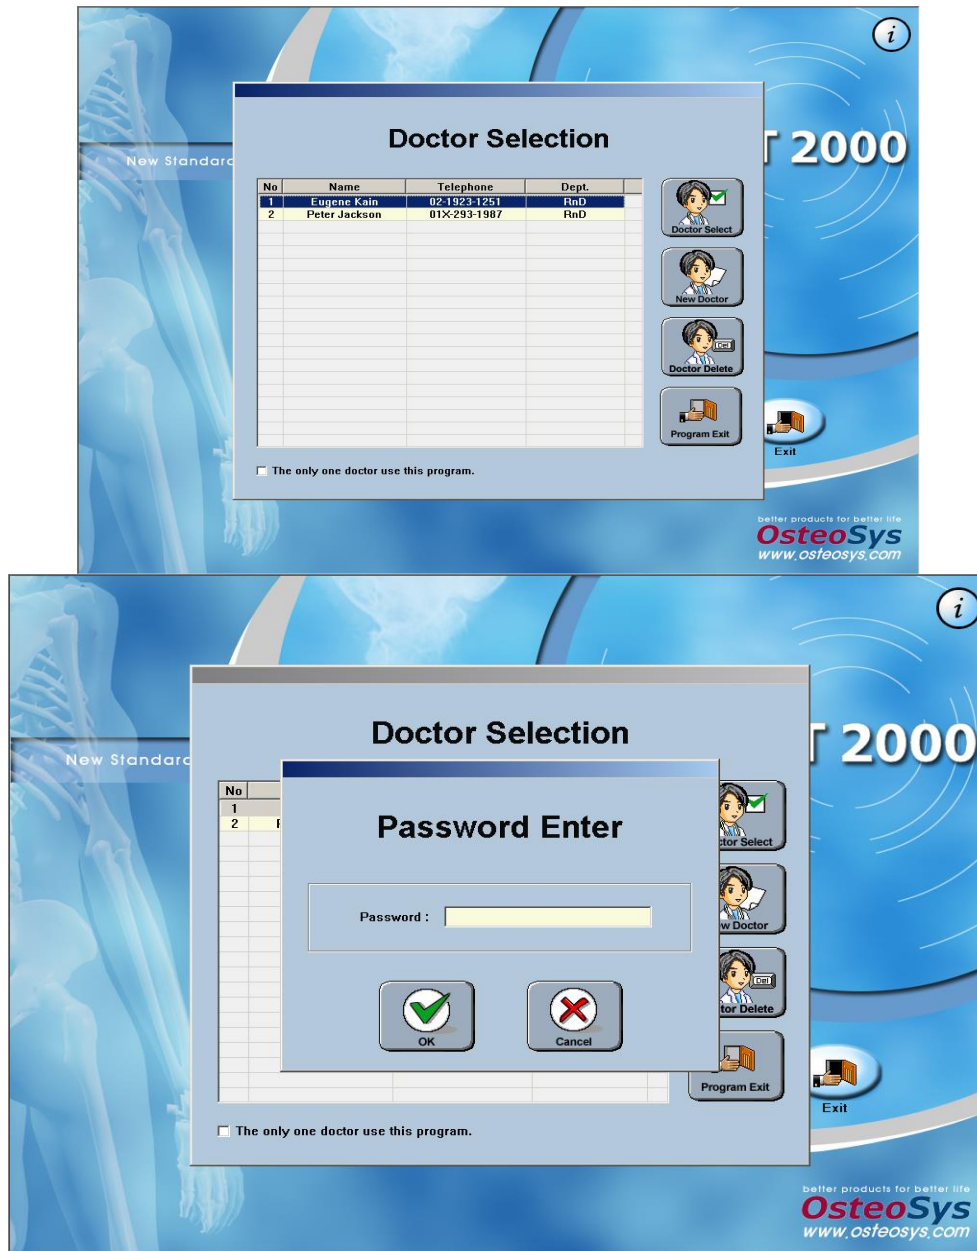 i
New Standard
T 2000
Doctor Selection
No Name Telephone Dept.
1 Eugene Kain 02-1923-1251 RnD
2 Peter Jackson 01X-293-1987 RnD
Doctor Select
New Doctor
Del
Doctor Delete
Program Exit
Exit
The only one doctor use this program.
better products for better life
OsteoSys
www.osteosys.com
i
New Standard
T 2000
Doctor Selection
No
1
2
Password Enter
Password :
OK
Cancel
tor Select
w Doctor
Del
tor Delete
Program Exit
Exit
The only one doctor use this program.
better products for better life
OsteoSys
www.osteosys.com